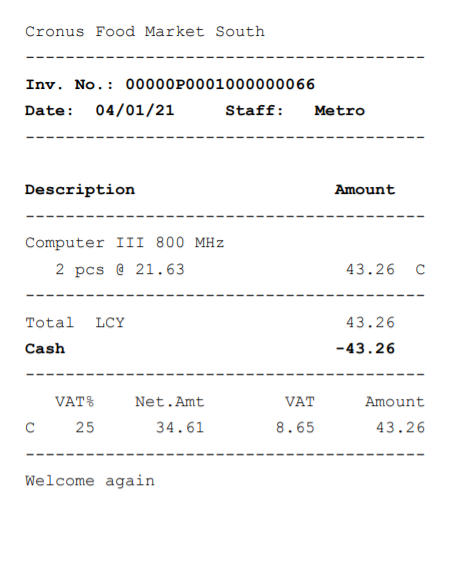 Cronus Food Market South
----------------------------------------
Inv. No.: 00000P0001000000066
Date: 04/01/21 Staff: Metro
----------------------------------------
Description Amount
----------------------------------------
Computer III 800 MHz
2 pcs @ 21.63 43.26 C
----------------------------------------
Total LCY 43.26
Cash -43.26
----------------------------------------
VAT% Net.Amt VAT Amount
C 25 34.61 8.65 43.26
----------------------------------------
Welcome again